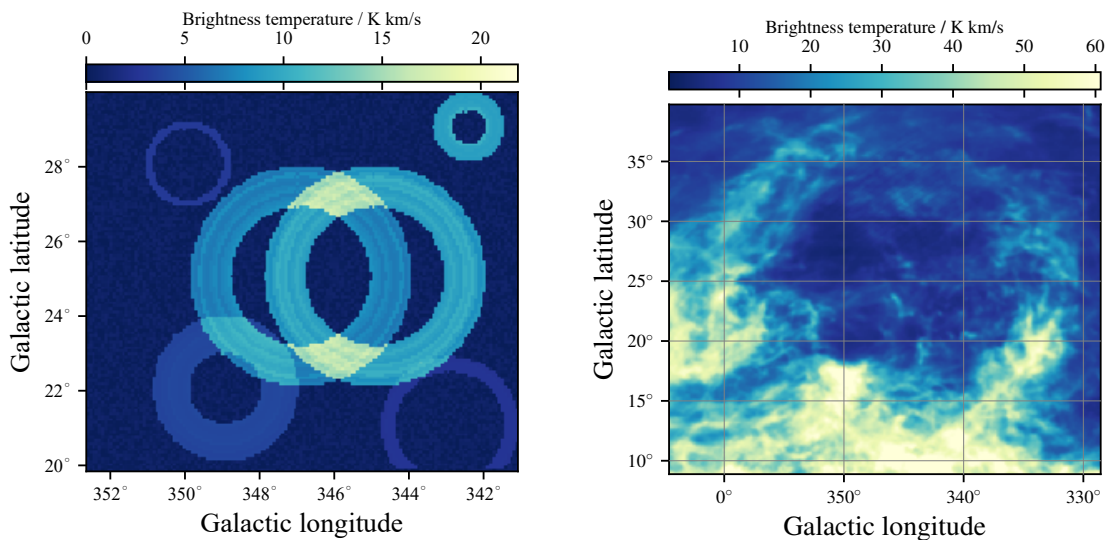 Brightness temperature / K km/s
0 5 10 15 20
28°
26°
24°
22°
20°
Galactic latitude
352° 350° 348° 346° 344° 342°
Galactic longitude
Brightness temperature / K km/s
10 20 30 40 50 60
35°
30°
25°
20°
15°
10°
Galactic latitude
0° 350° 340° 330°
Galactic longitude